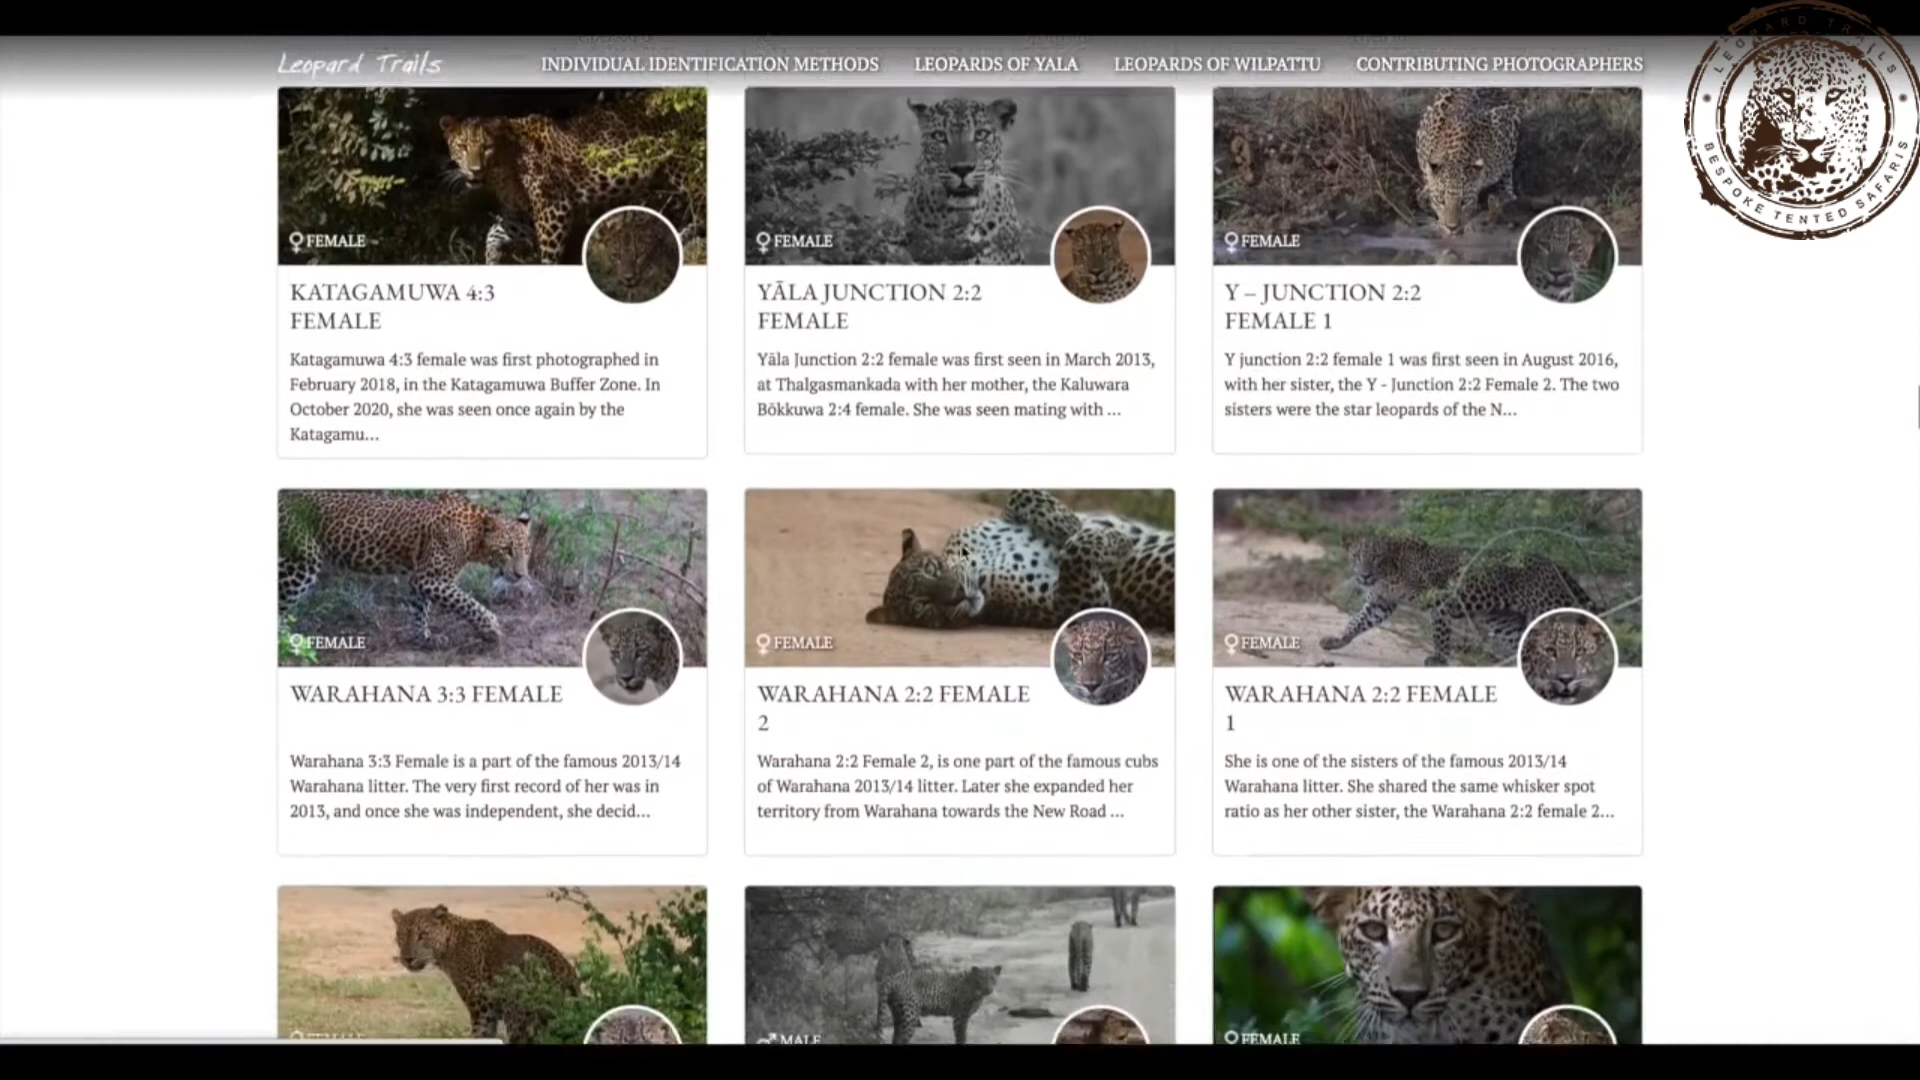 Leopard Trails
INDIVIDUAL IDENTIFICATION METHODS
LEOPARDS OF YALA
LEOPARDS OF WILPATTU
CONTRIBUTING PHOTOGRAPHERS
LEOPARD TRAILS
BESPOKE TENTED SAFARIS
FEMALE
KATAGAMUWA 4:3
FEMALE
Katagamuwa 4:3 female was first photographed in
February 2018, in the Katagamuwa Buffer Zone. In
October 2020, she was seen once again by the
Katagamu...
FEMALE
YĀLA JUNCTION 2:2
FEMALE
Yāla Junction 2:2 female was first seen in March 2013,
at Thalgasmankada with her mother, the Kaluwara
Bōkkuwa 2:4 female. She was seen mating with ...
FEMALE
Y – JUNCTION 2:2
FEMALE 1
Y junction 2:2 female 1 was first seen in August 2016,
with her sister, the Y - Junction 2:2 Female 2. The two
sisters were the star leopards of the N...
FEMALE
WARAHANA 3:3 FEMALE
Warahana 3:3 Female is a part of the famous 2013/14
Warahana litter. The very first record of her was in
2013, and once she was independent, she decid...
FEMALE
WARAHANA 2:2 FEMALE
2
Warahana 2:2 Female 2, is one part of the famous cubs
of Warahana 2013/14 litter. Later she expanded her
territory from Warahana towards the New Road ...
FEMALE
WARAHANA 2:2 FEMALE
1
She is one of the sisters of the famous 2013/14
Warahana litter. She shared the same whisker spot
ratio as her other sister, the Warahana 2:2 female 2...
FEMALE
MALE
FEMALE